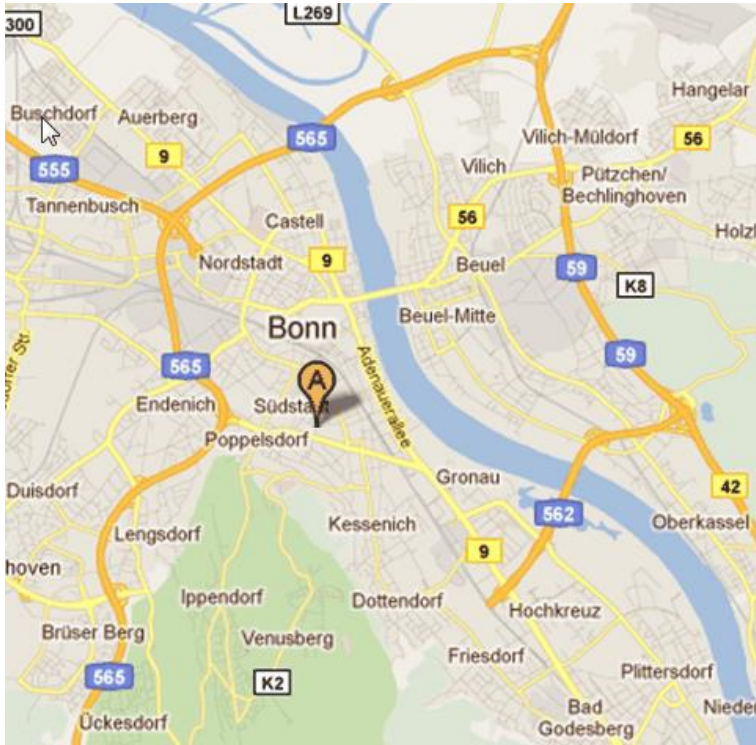 300
L269
Buschdorf
Auerberg
Hangelar
565
9
Vilich-Müldorf
56
555
Vilich
Pützchen/
Bechlinghoven
Tannenbusch
Castell
56
Nordstadt
9
Beuel
59
K8
Beuel-Mitte
Bonn
59
565
Adenauerallee
A
Endenich
Südstadt
Poppelsdorf
Gronau
Duisdorf
42
562
Kessenich
Oberkassel
Lengsdorf
9
hoven
Ippendorf
Dottendorf
Hochkreuz
Brüser Berg
Venusberg
Friesdorf
565
K2
Plittersdorf
Ückesdorf
Bad
Godesberg